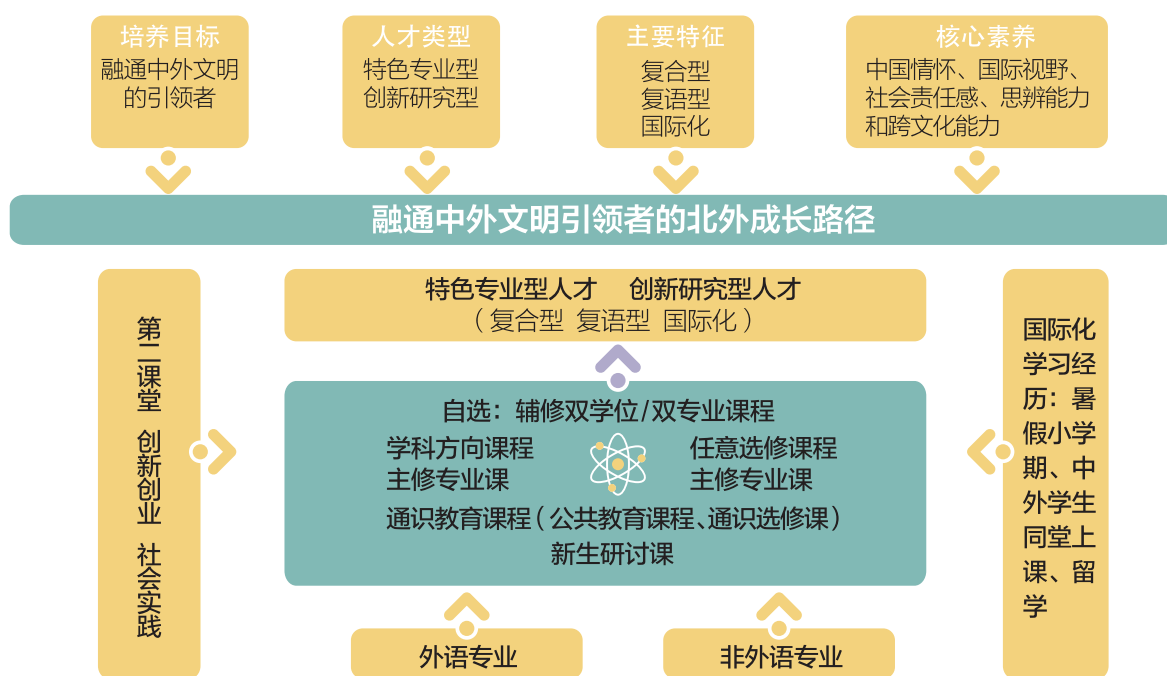 培养目标
融通中外文明
的引领者
人才类型
特色专业型
创新研究型
主要特征
复合型
复语型
国际化
核心素养
中国情怀、国际视野、
社会责任感、思辨能力
和跨文化能力
融通中外文明引领者的北外成长路径
第二课堂 创新创业 社会实践
特色专业型人才 创新研究型人才
（复合型 复语型 国际化）
自选：辅修双学位/双专业课程
学科方向课程
主修专业课
任意选修课程
主修专业课
通识教育课程（公共教育课程、通识选修课）
新生研讨课
外语专业
非外语专业
国际化
学习经
历：暑
假小学
期、中
外学生
同堂上
课、留
学